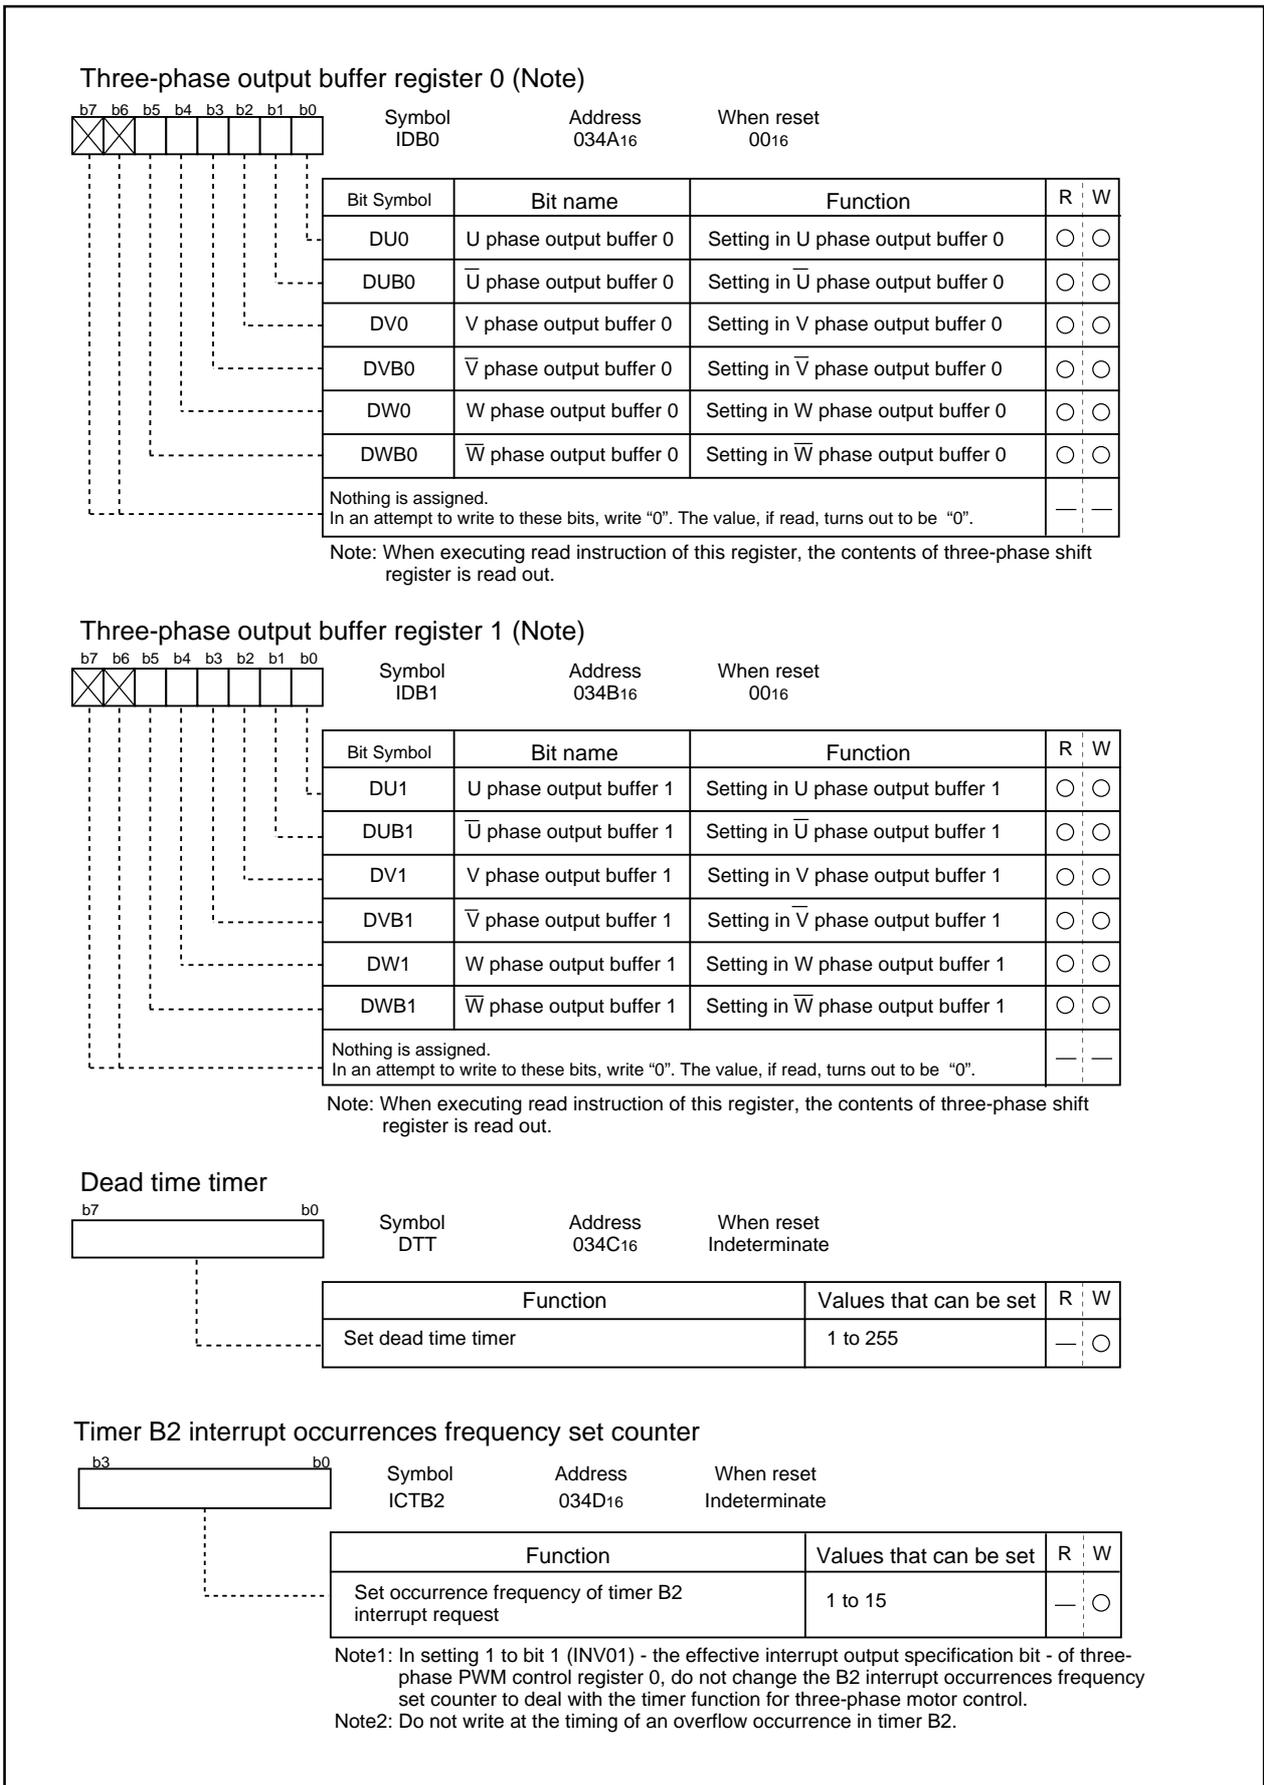 Three-phase output buffer register 0 (Note)
b7 b6 b5 b4 b3 b2 b1 b0
Symbol Address When reset
IDB0 034A16 0016
Bit Symbol Bit name Function R W
DU0 U phase output buffer 0 Setting in U phase output buffer 0 ○ ○
DUB0 U̅ phase output buffer 0 Setting in U̅ phase output buffer 0 ○ ○
DV0 V phase output buffer 0 Setting in V phase output buffer 0 ○ ○
DVB0 V̅ phase output buffer 0 Setting in V̅ phase output buffer 0 ○ ○
DW0 W phase output buffer 0 Setting in W phase output buffer 0 ○ ○
DWB0 W̅ phase output buffer 0 Setting in W̅ phase output buffer 0 ○ ○
Nothing is assigned.
In an attempt to write to these bits, write “0”. The value, if read, turns out to be “0”. — —
Note: When executing read instruction of this register, the contents of three-phase shift
register is read out.
Three-phase output buffer register 1 (Note)
b7 b6 b5 b4 b3 b2 b1 b0
Symbol Address When reset
IDB1 034B16 0016
Bit Symbol Bit name Function R W
DU1 U phase output buffer 1 Setting in U phase output buffer 1 ○ ○
DUB1 U̅ phase output buffer 1 Setting in U̅ phase output buffer 1 ○ ○
DV1 V phase output buffer 1 Setting in V phase output buffer 1 ○ ○
DVB1 V̅ phase output buffer 1 Setting in V̅ phase output buffer 1 ○ ○
DW1 W phase output buffer 1 Setting in W phase output buffer 1 ○ ○
DWB1 W̅ phase output buffer 1 Setting in W̅ phase output buffer 1 ○ ○
Nothing is assigned.
In an attempt to write to these bits, write “0”. The value, if read, turns out to be “0”. — —
Note: When executing read instruction of this register, the contents of three-phase shift
register is read out.
Dead time timer
b7 b0
Symbol Address When reset
DTT 034C16 Indeterminate
Function Values that can be set R W
Set dead time timer 1 to 255 — ○
Timer B2 interrupt occurrences frequency set counter
b3 b0
Symbol Address When reset
ICTB2 034D16 Indeterminate
Function Values that can be set R W
Set occurrence frequency of timer B2
interrupt request 1 to 15 — ○
Note1: In setting 1 to bit 1 (INV01) - the effective interrupt output specification bit - of three-
phase PWM control register 0, do not change the B2 interrupt occurrences frequency
set counter to deal with the timer function for three-phase motor control.
Note2: Do not write at the timing of an overflow occurrence in timer B2.